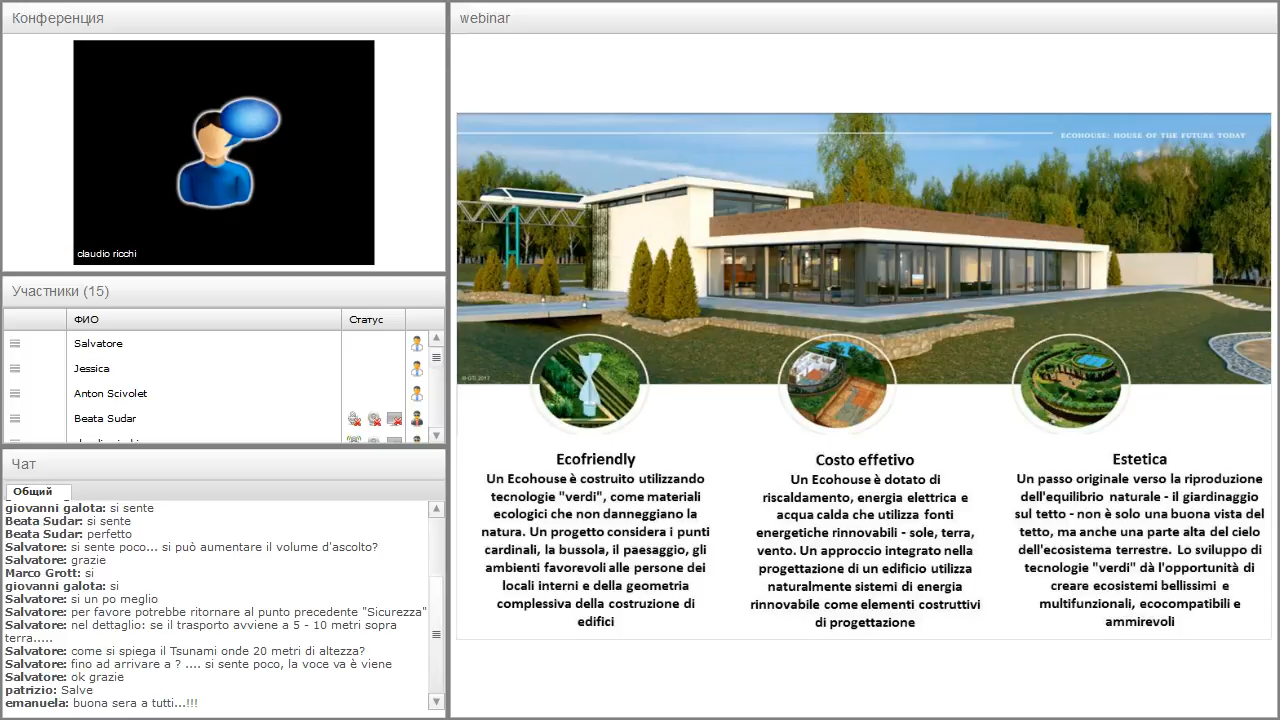 Конференция
claudio ricchi
Участники (15)
ФИО Статус
Salvatore
Jessica
Anton Scivolet
Beata Sudar
Чат
Общий
giovanni galota: si sente
Beata Sudar: si sente
Beata Sudar: perfetto
Salvatore: si sente poco... si può aumentare il volume d'ascolto?
Salvatore: grazie
Marco Grott: si
giovanni galota: si
Salvatore: si un po meglio
Salvatore: per favore potrebbe ritornare al punto precedente "Sicurezza"
Salvatore: nel dettaglio: se il trasporto avviene a 5 - 10 metri sopra
terra.....
Salvatore: come si spiega il Tsunami onde 20 metri di altezza?
Salvatore: fino ad arrivare a ? .... si sente poco, la voce va è viene
Salvatore: ok grazie
patrizio: Salve
emanuela: buona sera a tutti...!!!
webinar
ECOHOUSE: HOUSE OF THE FUTURE TODAY
© GTI, 2017
Ecofriendly
Un Ecohouse è costruito utilizzando
tecnologie "verdi", come materiali
ecologici che non danneggiano la
natura. Un progetto considera i punti
cardinali, la bussola, il paesaggio, gli
ambienti favorevoli alle persone dei
locali interni e della geometria
complessiva della costruzione di
edifici
Costo effetivo
Un Ecohouse è dotato di
riscaldamento, energia elettrica e
acqua calda che utilizza fonti
energetiche rinnovabili - sole, terra,
vento. Un approccio integrato nella
progettazione di un edificio utilizza
naturalmente sistemi di energia
rinnovabile come elementi costruttivi
di progettazione
Estetica
Un passo originale verso la riproduzione
dell'equilibrio naturale - il giardinaggio
sul tetto - non è solo una buona vista del
tetto, ma anche una parte alta del cielo
dell'ecosistema terrestre. Lo sviluppo di
tecnologie "verdi" dà l'opportunità di
creare ecosistemi bellissimi e
multifunzionali, ecocompatibili e
ammirevoli